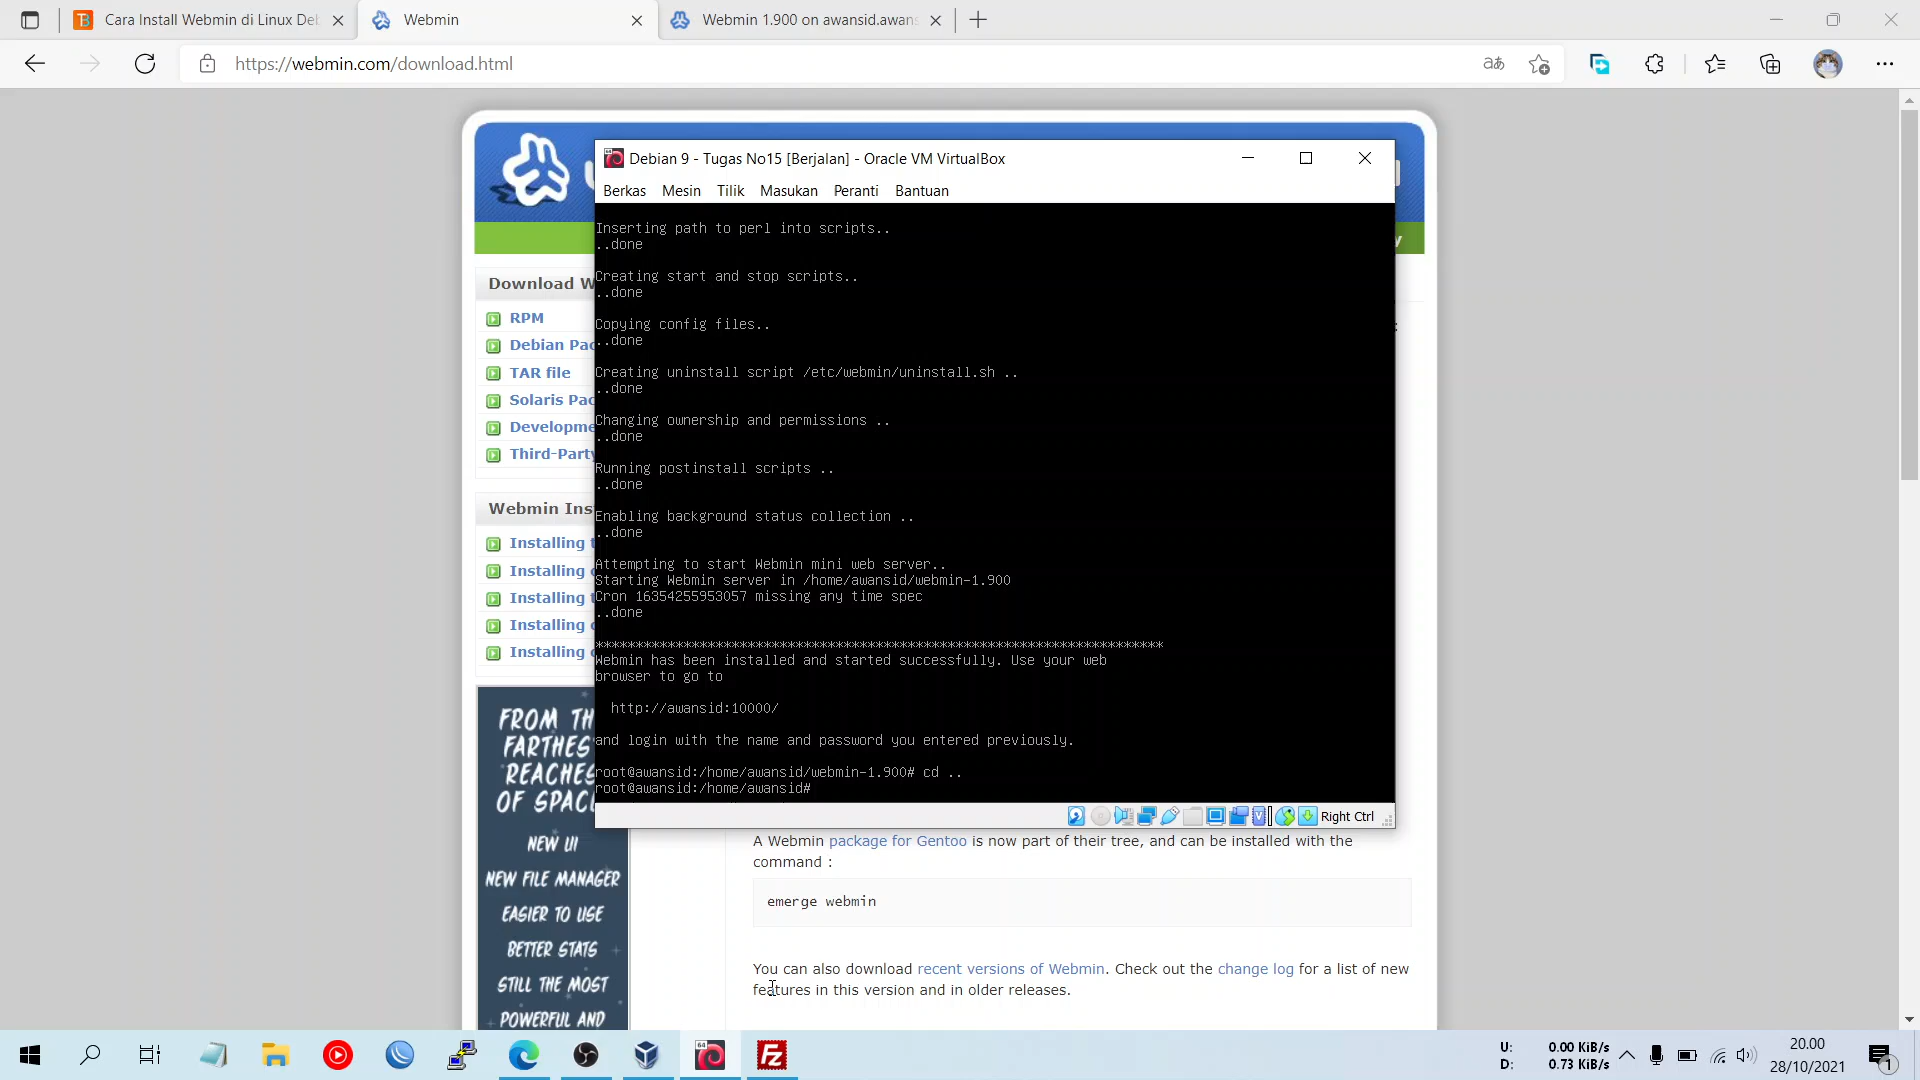 Cara Install Webmin di Linux De
Webmin
Webmin 1.900 on awansid.awans
https://webmin.com/download.html
Debian 9 - Tugas No15 [Berjalan] - Oracle VM VirtualBox
Berkas Mesin Tilik Masukan Peranti Bantuan
Inserting path to perl into scripts..
..done
Creating start and stop scripts..
..done
Copying config files..
..done
Creating uninstall script /etc/webmin/uninstall.sh ..
..done
Changing ownership and permissions ..
..done
Running postinstall scripts ..
..done
Enabling background status collection ..
..done
Attempting to start Webmin mini web server..
Starting Webmin server in /home/awansid/webmin-1.900
Cron 16354255953057 missing any time spec
..done
***********************************************************************
Webmin has been installed and started successfully. Use your web
browser to go to
http://awansid:10000/
and login with the name and password you entered previously.
root@awansid:/home/awansid/webmin-1.900# cd ..
root@awansid:/home/awansid#
Right Ctrl
y
Download W
RPM
Debian Pac
TAR file
Solaris Pac
Developme
Third-Party
Webmin Ins
Installing t
Installing
Installing t
Installing
Installing
FROM TH
FARTHES
REACHES
OF SPAC
NEW UI
NEW FILE MANAGER
EASIER TO USE
BETTER STATS
STILL THE MOST
POWERFUL AND
A Webmin package for Gentoo is now part of their tree, and can be installed with the
command :
emerge webmin
You can also download recent versions of Webmin. Check out the change log for a list of new
features in this version and in older releases.
U: 0.00 KiB/s
D: 0.73 KiB/s
20.00
28/10/2021
1